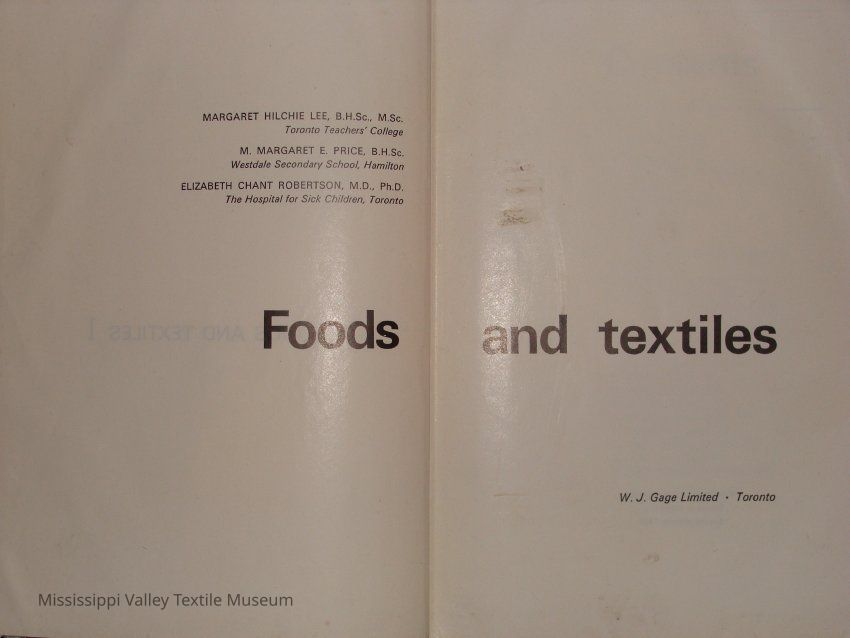 MARGARET HILCHIE LEE, B.H.Sc., M.Sc.
Toronto Teachers' College
M. MARGARET E. PRICE, B.H.Sc.
Westdale Secondary School, Hamilton
ELIZABETH CHANT ROBERTSON, M.D., Ph.D.
The Hospital for Sick Children, Toronto
Foods and textiles
W. J. Gage Limited · Toronto
Mississippi Valley Textile Museum